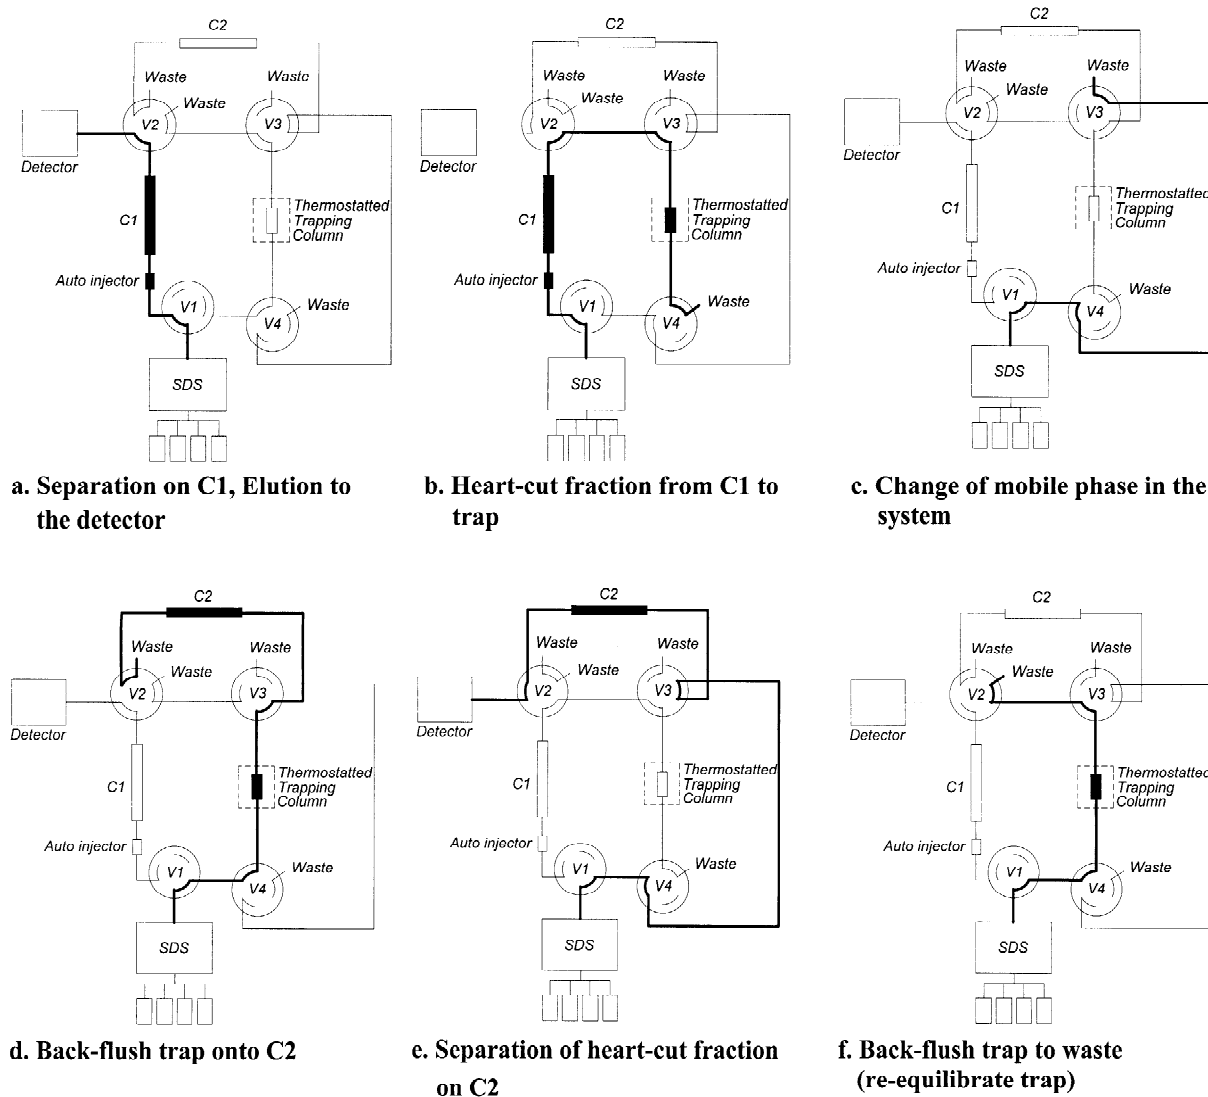 C2
Waste
Waste
Waste
V2
V3
Detector
C1
Thermostatted
Trapping
Column
Auto injector
V1
Waste
V4
SDS
a. Separation on C1, Elution to
the detector
C2
Waste
Waste
Waste
V2
V3
Detector
C1
Thermostatted
Trapping
Column
Auto injector
V1
Waste
V4
SDS
b. Heart-cut fraction from C1 to
trap
C2
Waste
Waste
Waste
V2
V3
Detector
C1
Thermostatted
Trapping
Column
Auto injector
V1
Waste
V4
SDS
c. Change of mobile phase in the
system
C2
Waste
Waste
Waste
V2
V3
Detector
C1
Thermostatted
Trapping
Column
Auto injector
V1
Waste
V4
SDS
d. Back-flush trap onto C2
C2
Waste
Waste
Waste
V2
V3
Detector
C1
Thermostatted
Trapping
Column
Auto injector
V1
Waste
V4
SDS
e. Separation of heart-cut fraction
on C2
C2
Waste
Waste
Waste
V2
V3
Detector
C1
Thermostatted
Trapping
Column
Auto injector
V1
Waste
V4
SDS
f. Back-flush trap to waste
(re-equilibrate trap)